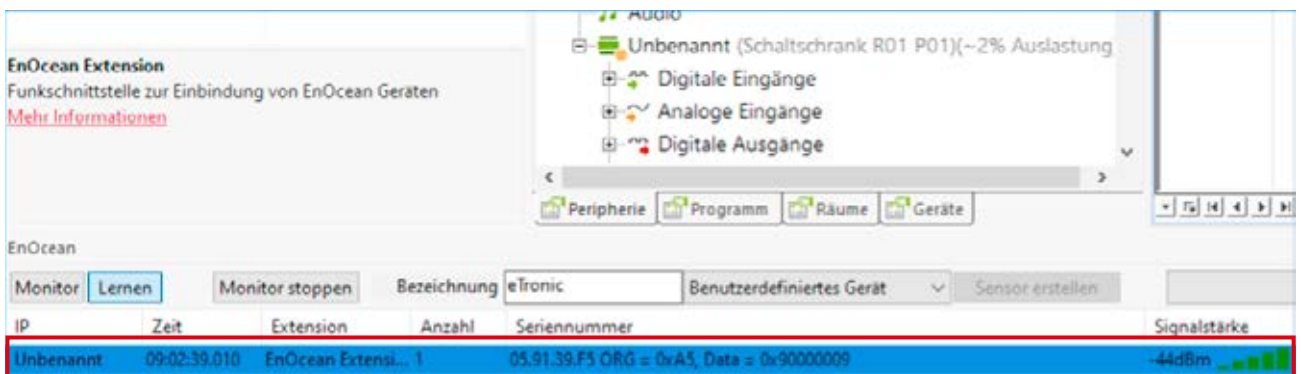 Audio
Unbenannt (Schaltschrank R01 P01)(~2% Auslastung
EnOcean Extension
Funkschnittstelle zur Einbindung von EnOcean Geräten
Mehr Informationen
Digitale Eingänge
Analoge Eingänge
Digitale Ausgänge
Peripherie Programm Räume Geräte
EnOcean
Monitor Lernen Monitor stoppen Bezeichnung eTronic Benutzerdefiniertes Gerät Sensor erstellen
IP Zeit Extension Anzahl Seriennummer Signalstärke
Unbenannt 09:02:39.010 EnOcean Extensi... 1 05.91.39.F5 ORG = 0xA5, Data = 0x90000009 -44dBm